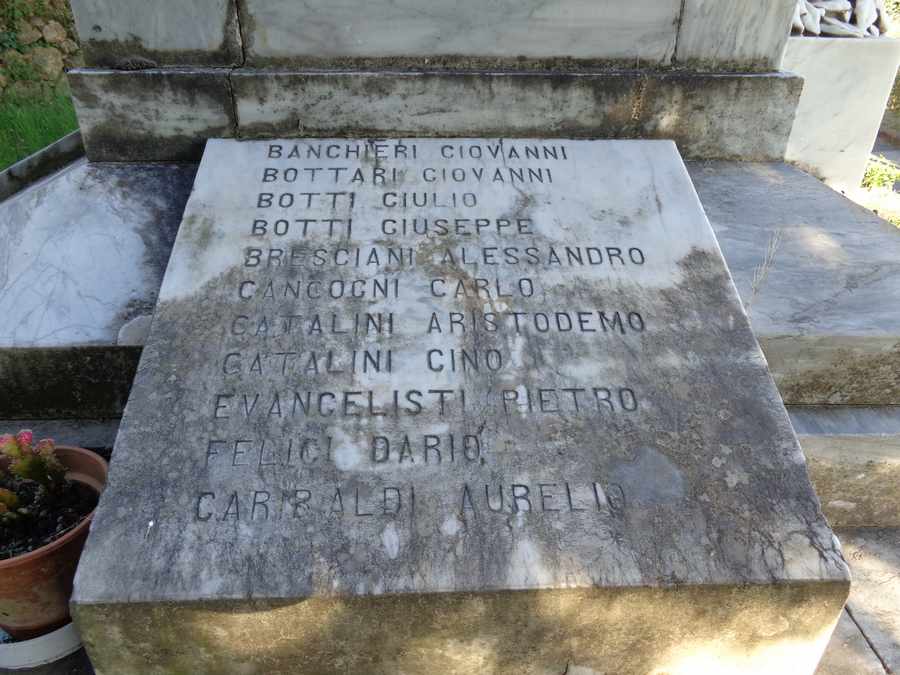 BANCHIERI GIOVANNI
BOTTARI GIOVANNI
BOTTI GIULIO
BOTTI GIUSEPPE
BRESCIANI ALESSANDRO
CANCOGNI CARLO
CATALINI ARISTODEMO
CATALINI GINO
EVANGELISTI PIETRO
FELICI DARIO
GARIBALDI AURELIO